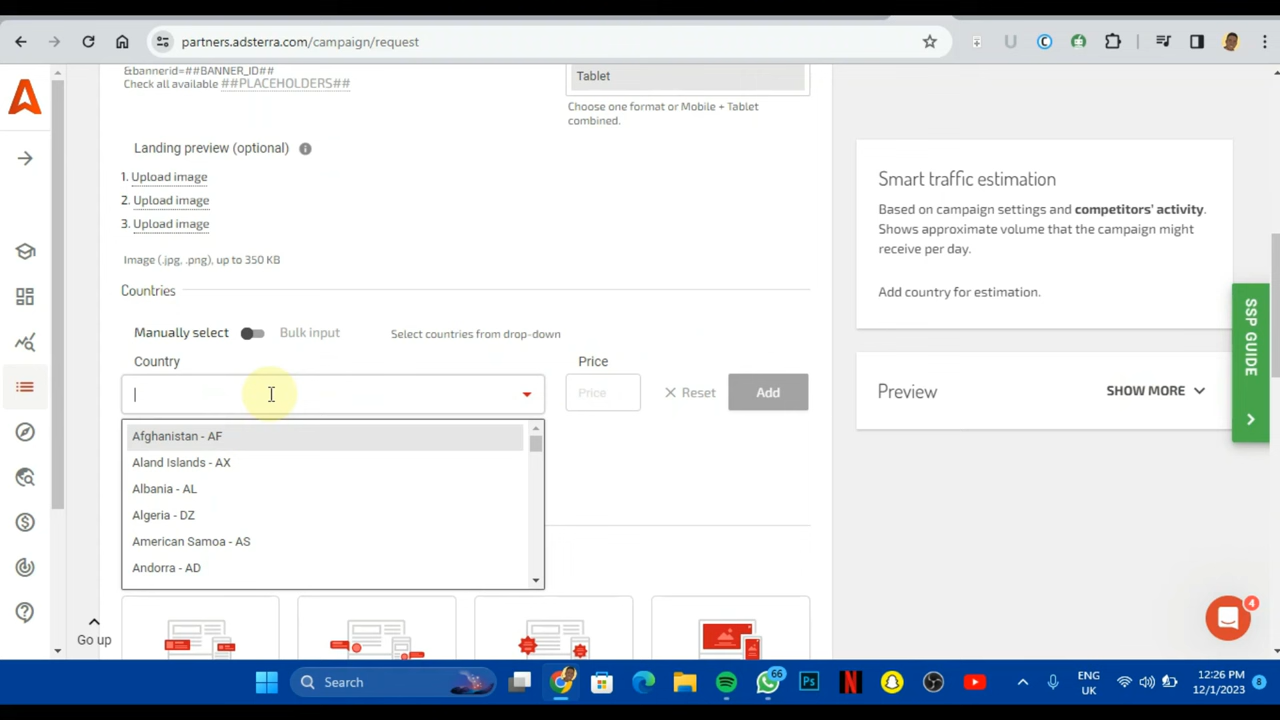 partners.adsterra.com/campaign/request
&bannerid=##BANNER_ID##
Check all available ##PLACEHOLDERS##
Tablet
Choose one format or Mobile + Tablet
combined.
Landing preview (optional)
1. Upload image
2. Upload image
3. Upload image
Image (.jpg, .png), up to 350 KB
Countries
Manually select
Bulk input
Select countries from drop-down
Country
Price
Price
Reset
Add
Afghanistan - AF
Aland Islands - AX
Albania - AL
Algeria - DZ
American Samoa - AS
Andorra - AD
Go up
Smart traffic estimation
Based on campaign settings and competitors' activity.
Shows approximate volume that the campaign might
receive per day.
Add country for estimation.
Preview
SHOW MORE
SSP GUIDE
4
Search
66
Ps
ENG
UK
12:26 PM
12/1/2023
8